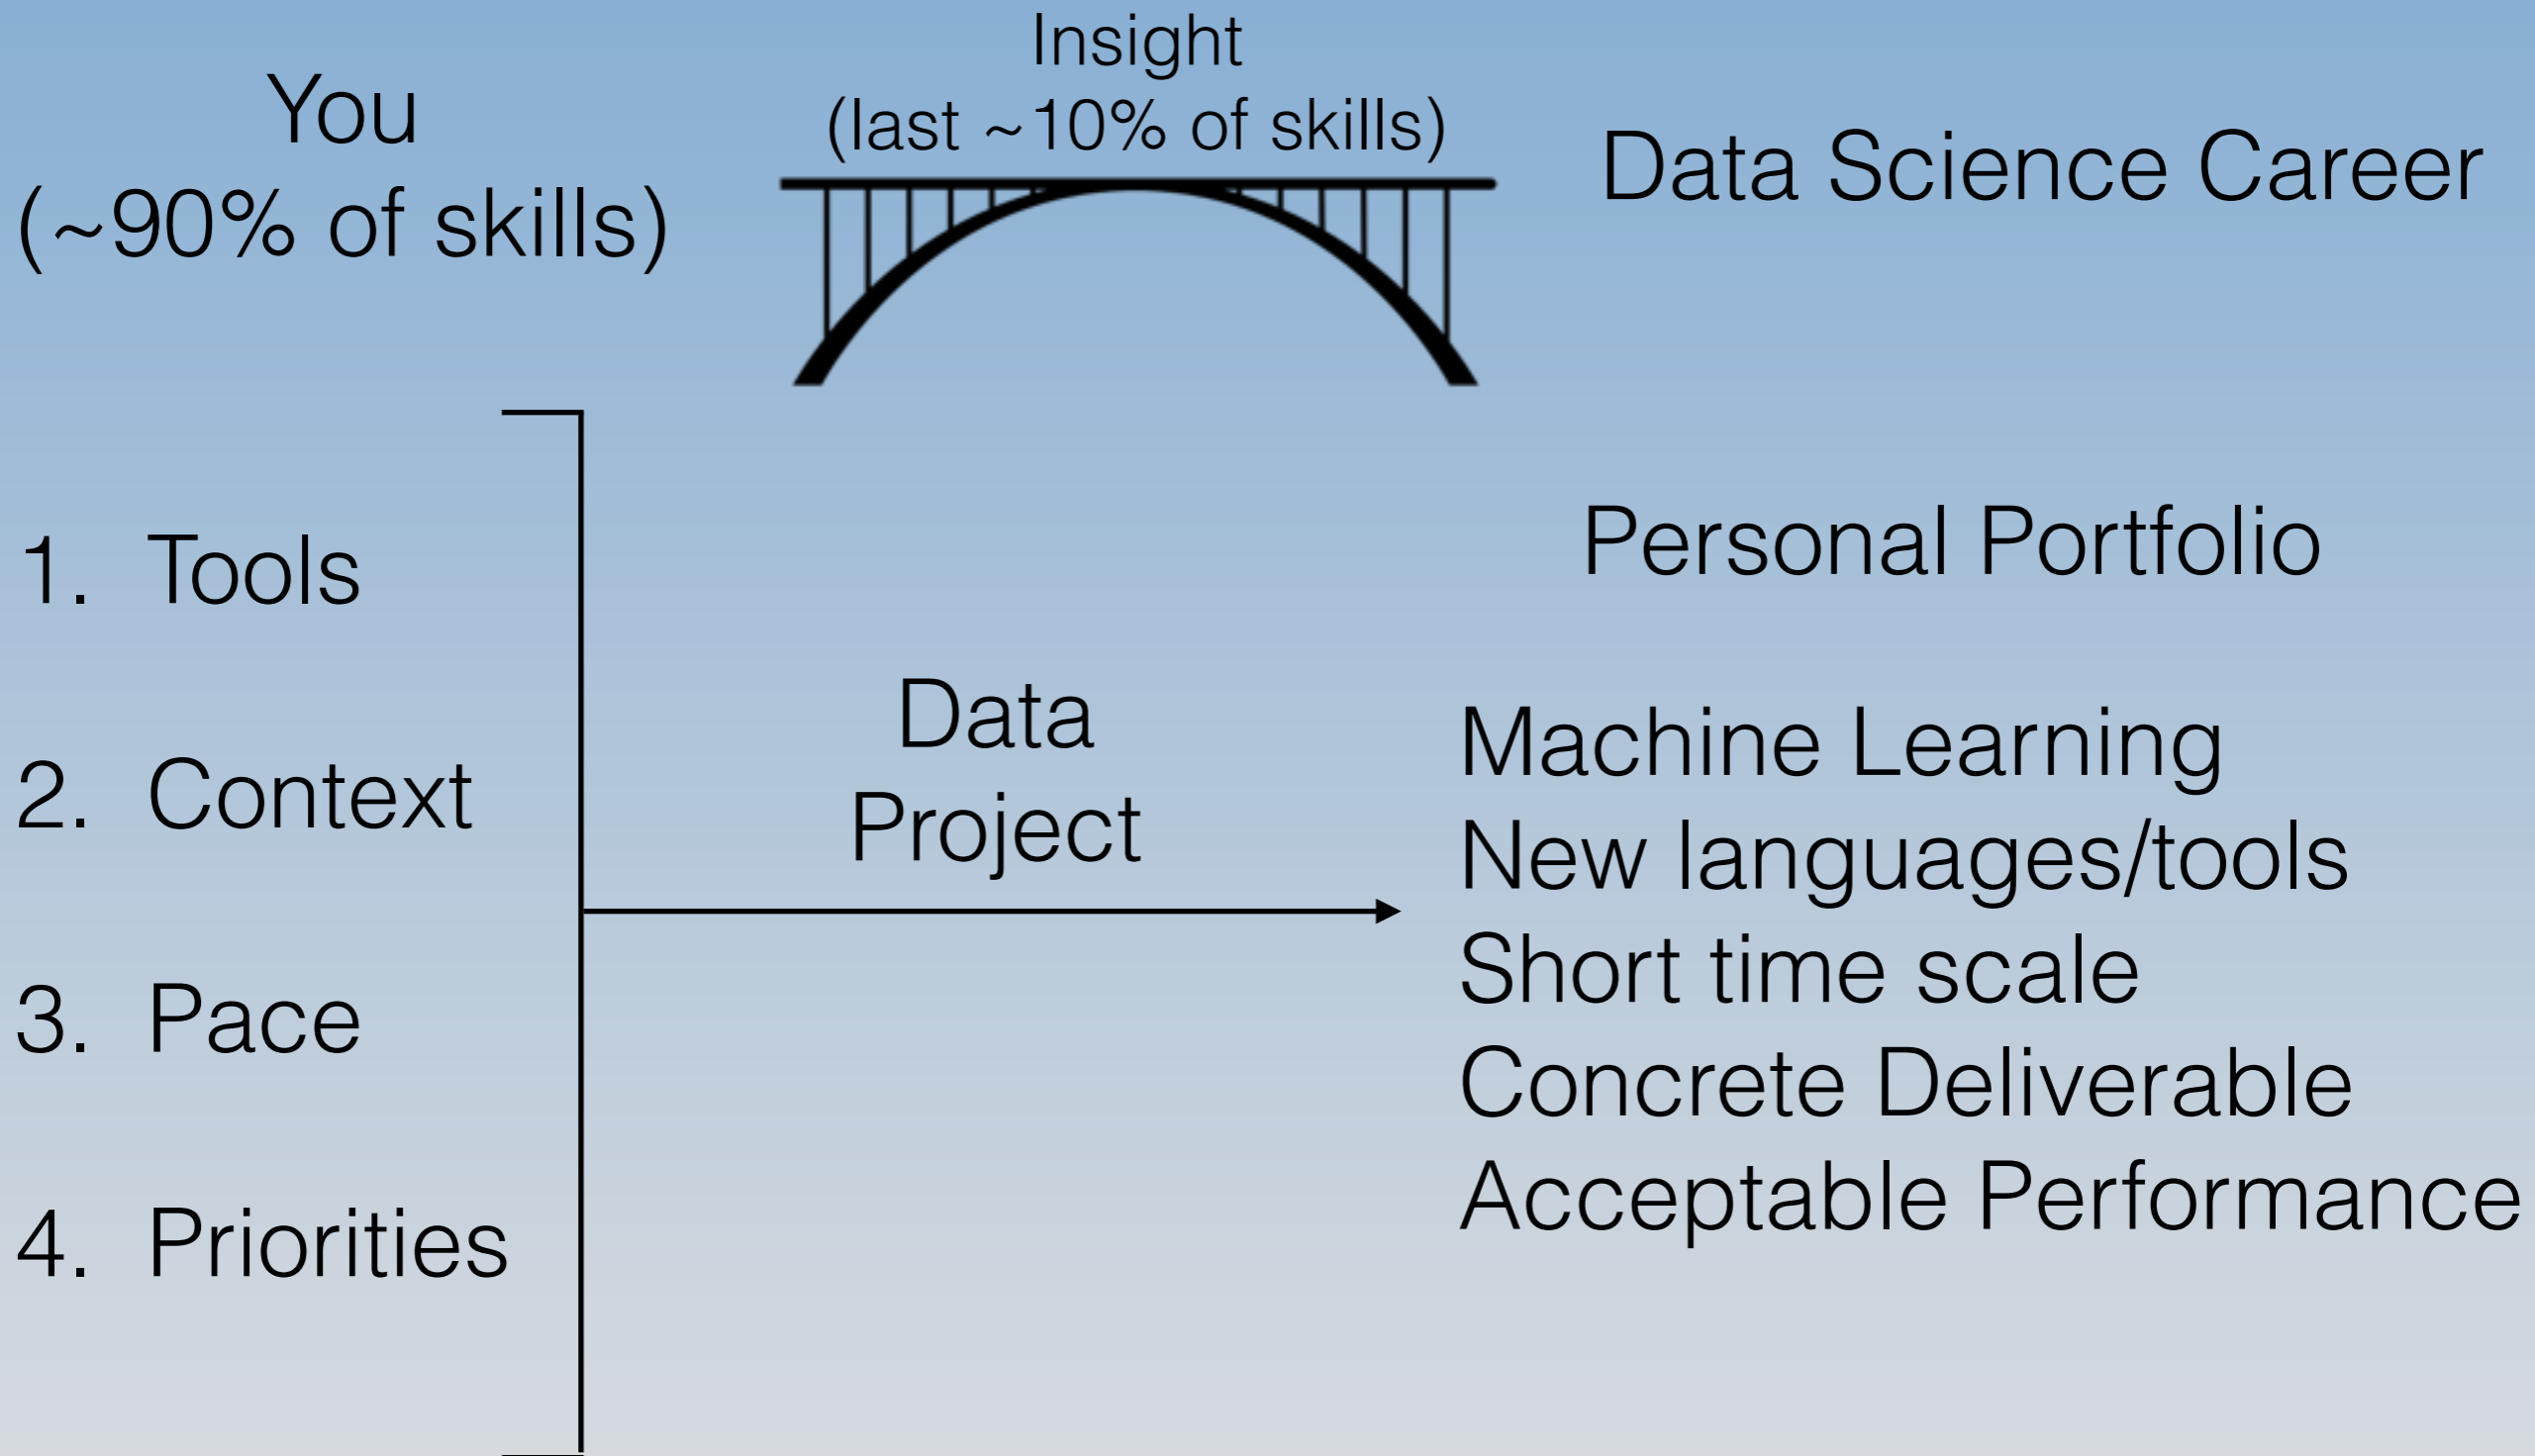 You
(~90% of skills)
Insight
(last ~10% of skills)
Data Science Career
1. Tools
2. Context
3. Pace
4. Priorities
Data
Project
Personal Portfolio
Machine Learning
New languages/tools
Short time scale
Concrete Deliverable
Acceptable Performance